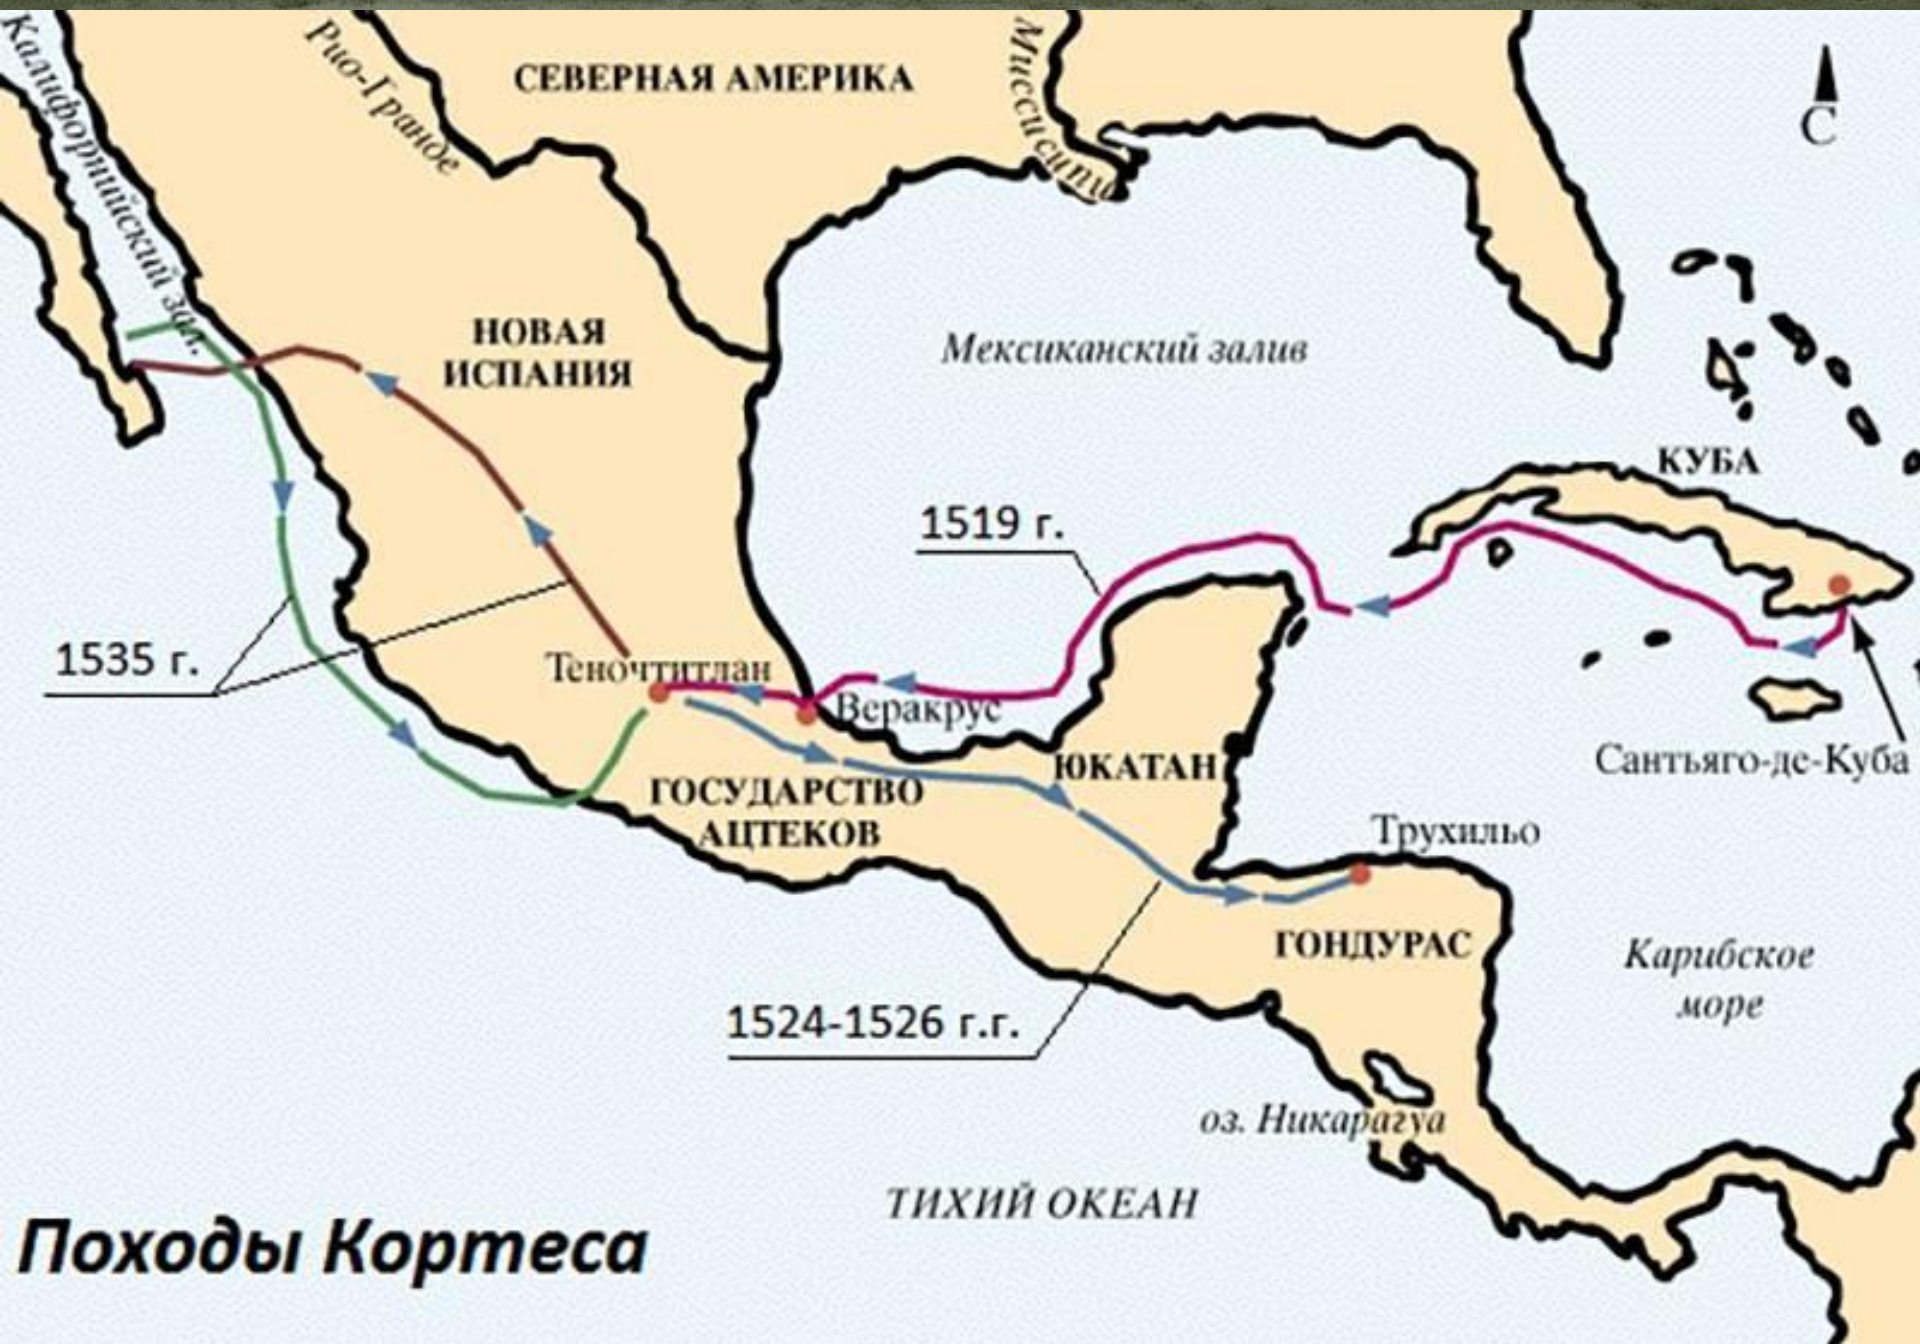 Калифорнийский зал.
Рио-Гранде
СЕВЕРНАЯ АМЕРИКА
Миссисипи
С
НОВАЯ
ИСПАНИЯ
Мексиканский залив
КУБА
1519 г.
1535 г.
Теночтитлан
Веракрус
ЮКАТАН
Сантьяго-де-Куба
ГОСУДАРСТВО
АЦТЕКОВ
Трухильо
ГОНДУРАС
Карибское
море
1524-1526 г.г.
оз. Никарагуа
ТИХИЙ ОКЕАН
Походы Кортеса